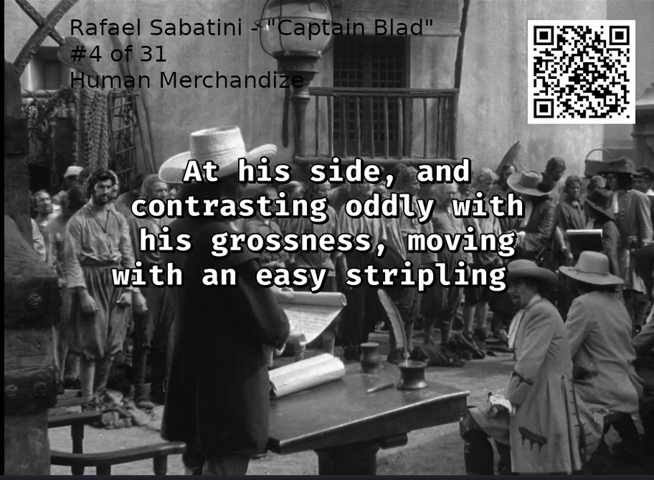 Rafael Sabatini - "Captain Blad"
#4 of 31
Human Merchandize
At his side, and
contrasting oddly with
his grossness, moving
with an easy stripling